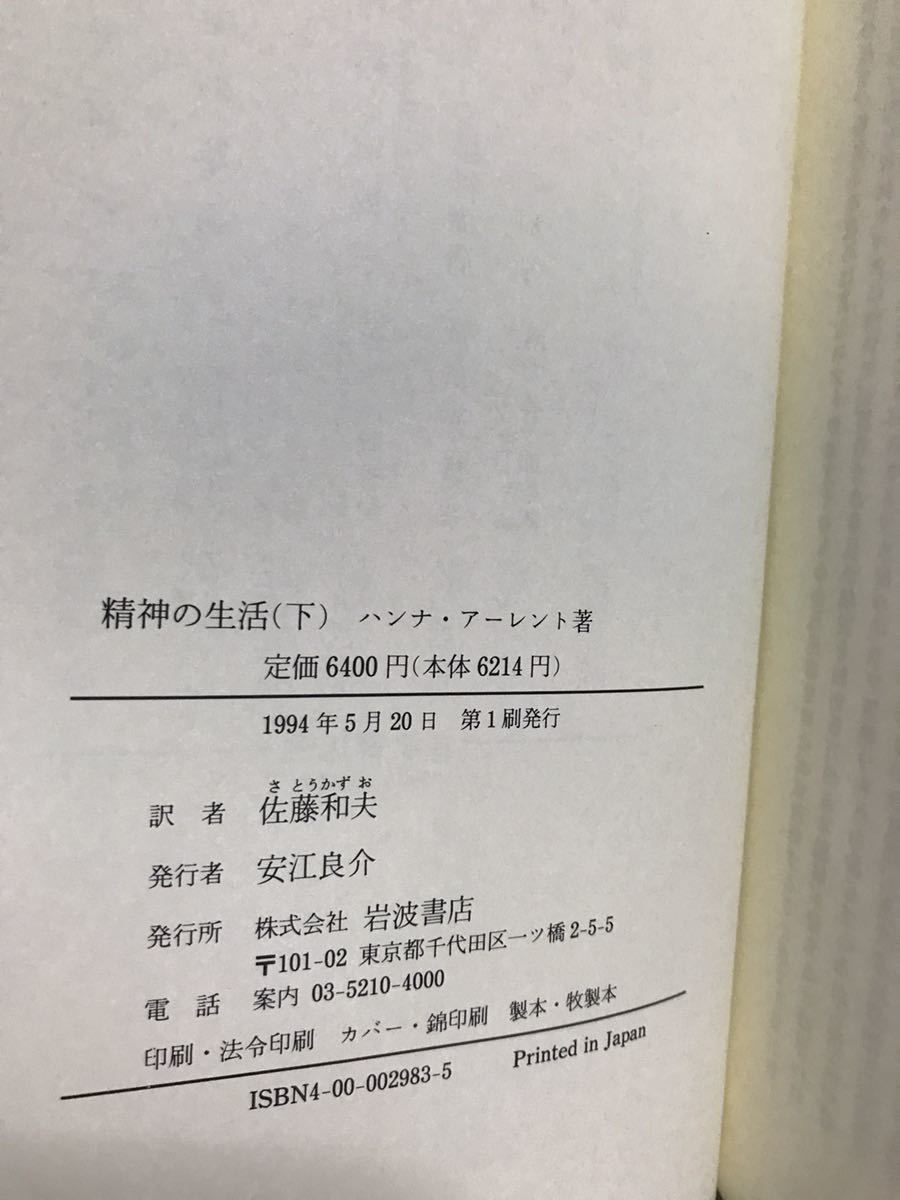 精神の生活(下) ハンナ・アーレント著
定価 6400 円(本体 6214 円)
1994 年 5 月 20 日 第 1 刷発行
さとうかずお
訳 者 佐藤和夫
発行者 安江良介
発行所 株式会社 岩波書店
〒101-02 東京都千代田区一ツ橋 2-5-5
電 話 案内 03-5210-4000
印刷・法令印刷 カバー・錦印刷 製本・牧製本
ISBN4-00-002983-5 Printed in Japan